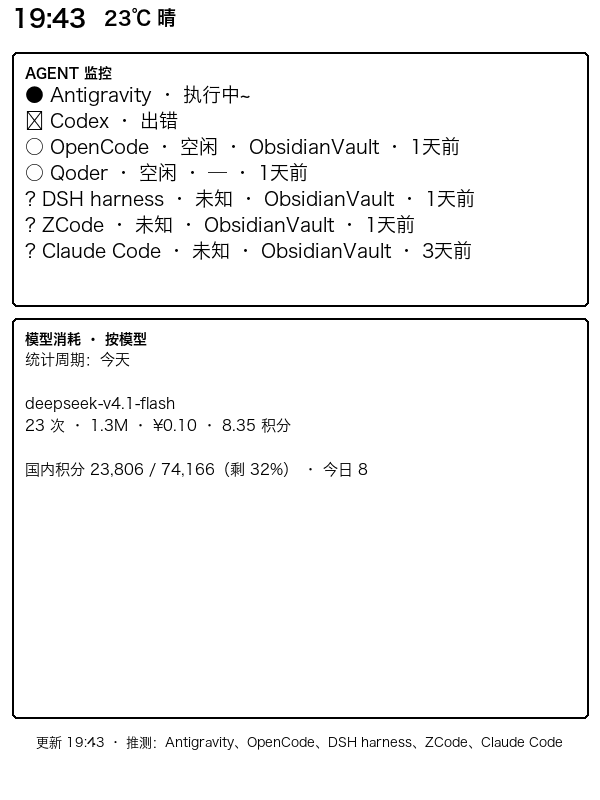 19:43 23℃ 晴
AGENT 监控
● Antigravity · 执行中~
☒ Codex · 出错
○ OpenCode · 空闲 · ObsidianVault · 1天前
○ Qoder · 空闲 · — · 1天前
? DSH harness · 未知 · ObsidianVault · 1天前
? ZCode · 未知 · ObsidianVault · 1天前
? Claude Code · 未知 · ObsidianVault · 3天前
模型消耗 · 按模型
统计周期：今天
deepseek-v4.1-flash
23 次 · 1.3M · ¥0.10 · 8.35 积分
国内积分 23,806 / 74,166（剩 32%） · 今日 8
更新 19:43 · 推测：Antigravity、OpenCode、DSH harness、ZCode、Claude Code